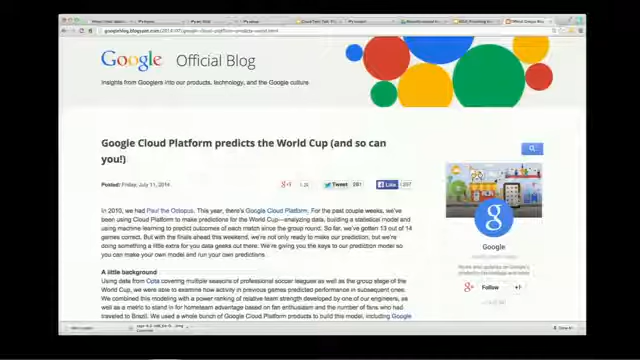 googleblog.blogspot.com/2014/07/google-cloud-platform-predicts-world.html
Google Official Blog
Insights from Googlers into our products, technology, and the Google culture.
Google Cloud Platform predicts the World Cup (and so can
you!)
Posted: Friday, July 11, 2014
Tweet
Like
In 2010, we had Paul the Octopus. This year, there's Google Cloud Platform. For the past couple weeks, we've
been using Cloud Platform to make predictions for the World Cup—analyzing data, building a statistical model and
using machine learning to predict outcomes of each match since the group round. So far, we've gotten 13 out of 14
games correct. But with the finals ahead this weekend, we're not only ready to make our prediction, but we're
doing something a little extra for you data geeks out there. We're giving you the keys to our prediction model so
you can make your own model and run your own predictions.
A little background
Using data from Opta covering multiple seasons of professional soccer leagues as well as the group stage of the
World Cup, we were able to examine how activity in previous games predicted performance in subsequent ones.
We combined this modeling with a power ranking of relative team strength developed by one of our engineers, as
well as a metric to stand in for hometeam advantage based on fan enthusiasm and the number of fans who had
traveled to Brazil. We used a whole bunch of Google Cloud Platform products to build this model, including Google
g
Google
Follow
+1